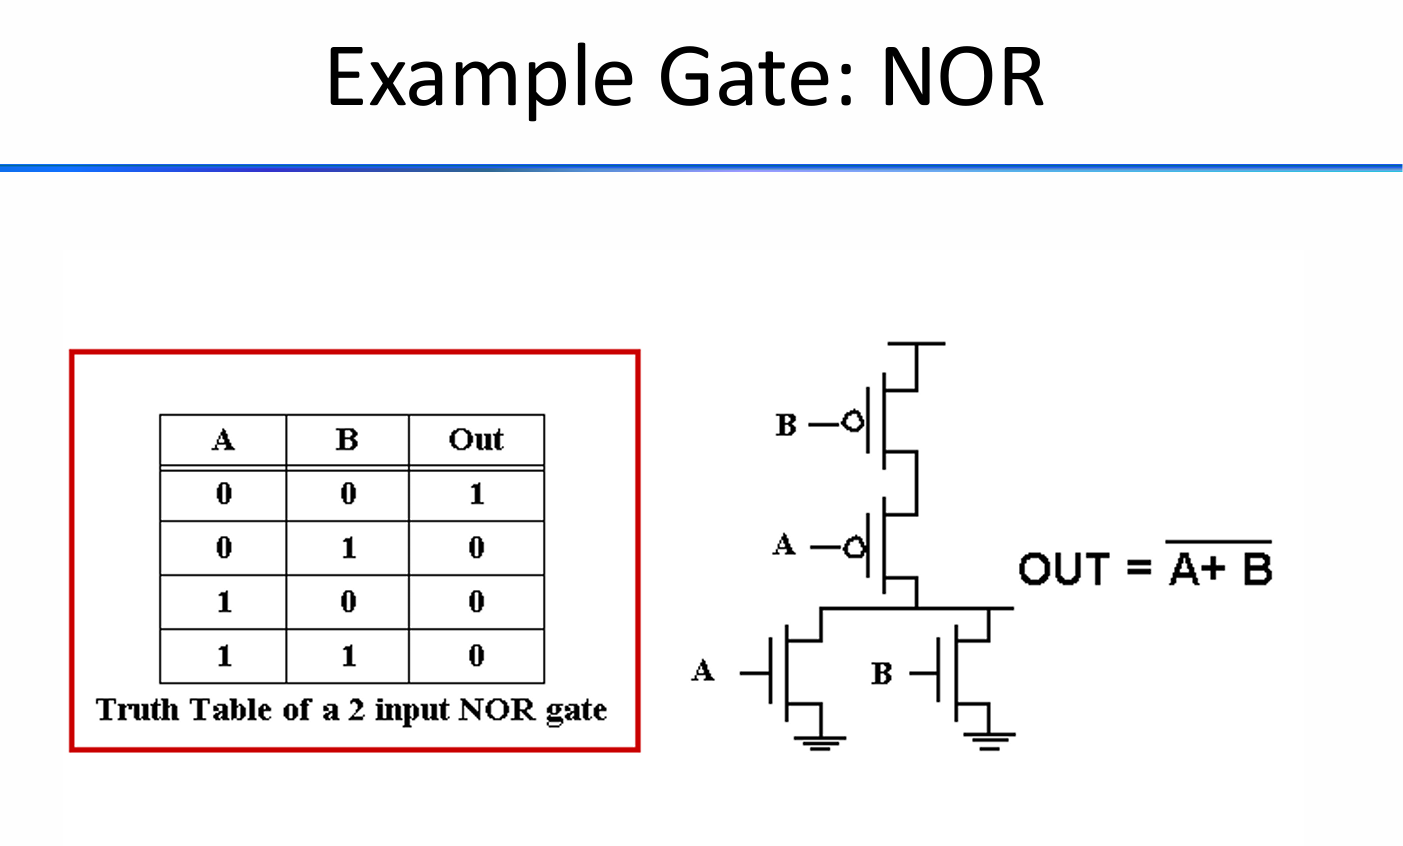 Example Gate: NOR
A B Out
0 0 1
0 1 0
1 0 0
1 1 0
Truth Table of a 2 input NOR gate
B
A
OUT = A+ B
A
B